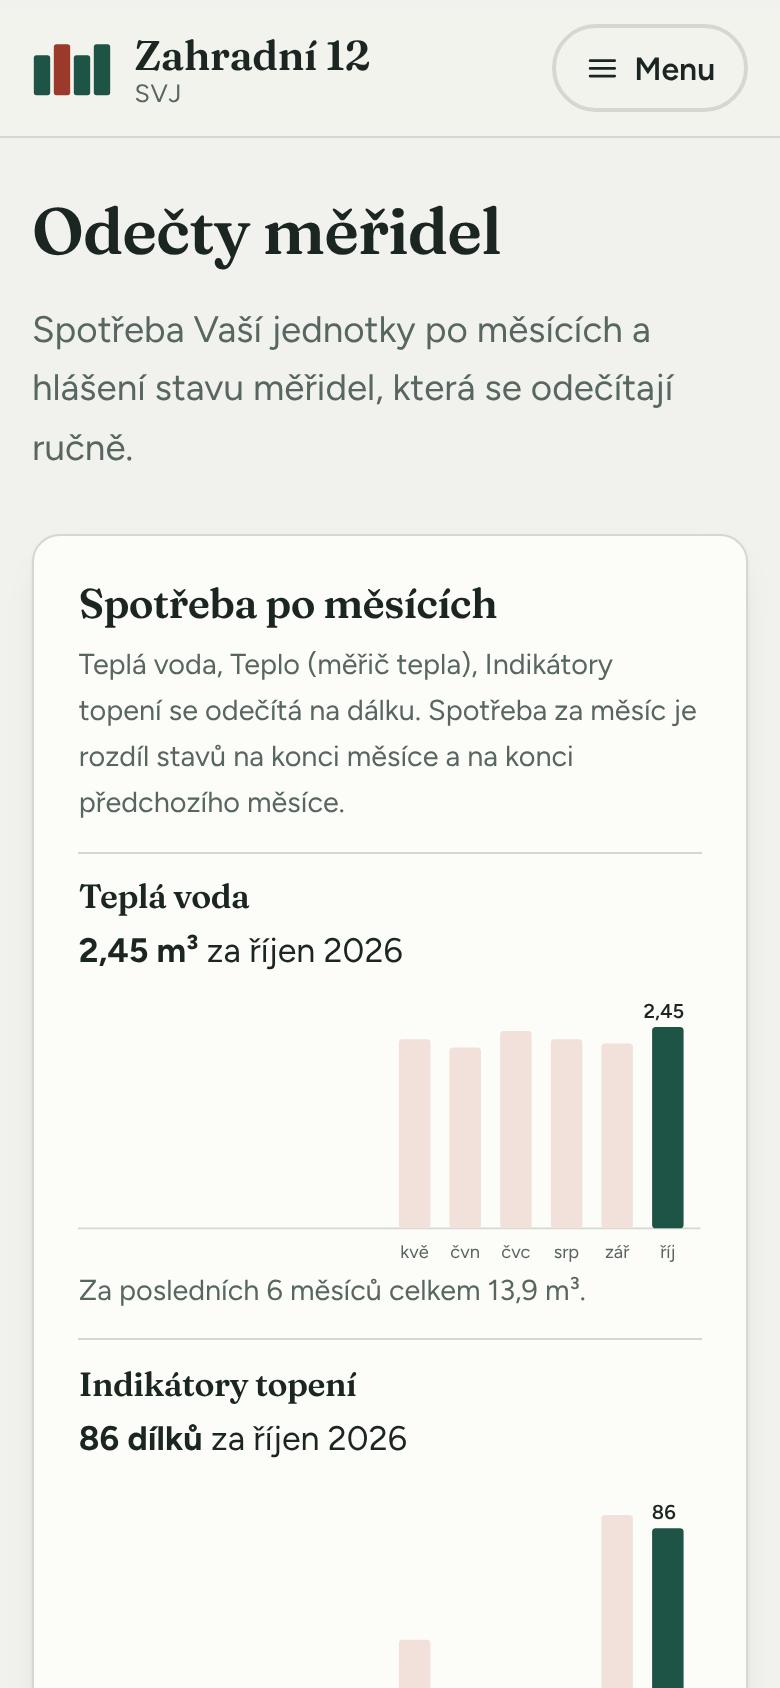 Zahradní 12
SVJ
Menu
Odečty měřidel
Spotřeba Vaší jednotky po měsících a
hlášení stavu měřidel, která se odečítají
ručně.
Spotřeba po měsících
Teplá voda, Teplo (měřič tepla), Indikátory
topení se odečítá na dálku. Spotřeba za měsíc je
rozdíl stavů na konci měsíce a na konci
předchozího měsíce.
Teplá voda
2,45 m³ za říjen 2026
2,45
kvě čvn čvc srp zář říj
Za posledních 6 měsíců celkem 13,9 m³.
Indikátory topení
86 dílků za říjen 2026
86